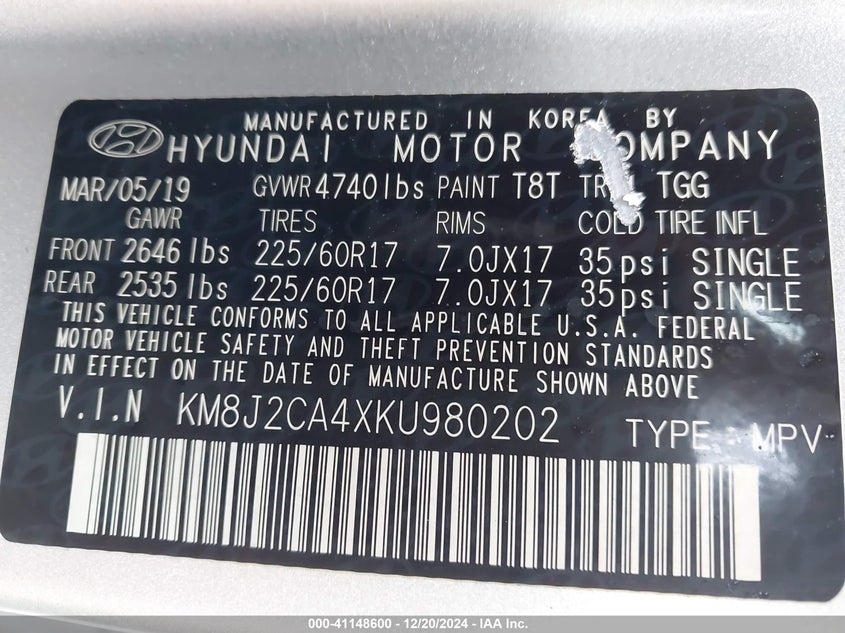 MANUFACTURED IN KOREA BY
HYUNDAI MOTOR COMPANY
MAR/05/19 GVWR 4740lbs PAINT T8T TGG
GAWR TIRES RIMS COLD TIRE INFL
FRONT 2646 lbs 225/60R17 7.0JX17 35psi SINGLE
REAR 2535 lbs 225/60R17 7.0JX17 35psi SINGLE
THIS VEHICLE CONFORMS TO ALL APPLICABLE U.S.A. FEDERAL
MOTOR VEHICLE SAFETY AND THEFT PREVENTION STANDARDS
IN EFFECT ON THE DATE OF MANUFACTURE SHOWN ABOVE
V.I.N KM8J2CA4XKU980202 TYPE : MPV
000-41148600 - 12/20/2024 - IAA Inc.